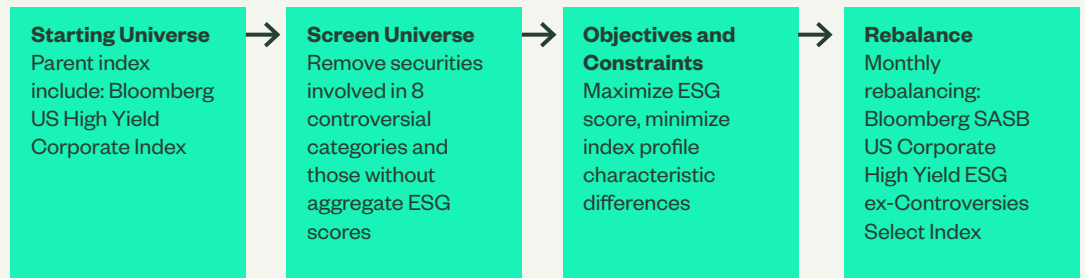 Starting Universe
Parent index
include: Bloomberg
US High Yield
Corporate Index
Screen Universe
Remove securities
involved in 8
controversial
categories and
those without
aggregate ESG
scores
Objectives and
Constraints
Maximize ESG
score, minimize
index profile
characteristic
differences
Rebalance
Monthly
rebalancing:
Bloomberg SASB
US Corporate
High Yield ESG
ex-Controversies
Select Index